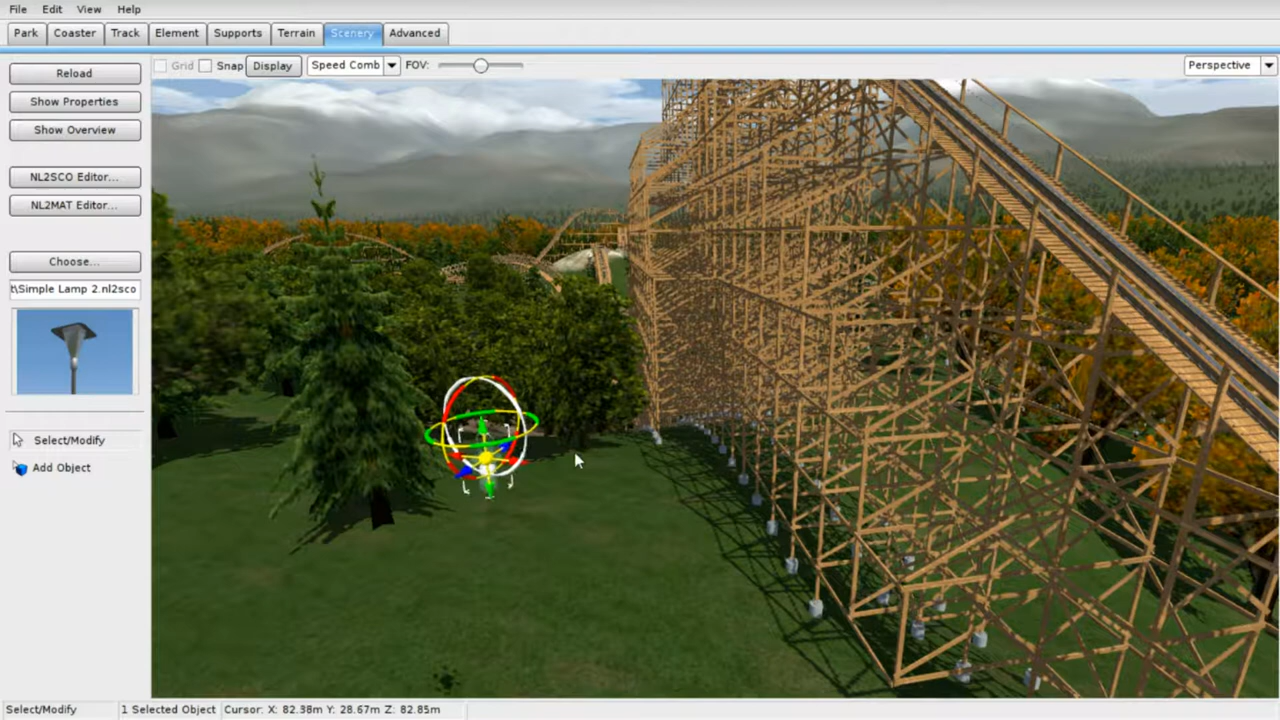 File Edit View Help
Park Coaster Track Element Supports Terrain Scenery Advanced
Grid Snap Display Speed Comb FOV: Perspective
Reload
Show Properties
Show Overview
NL2SCO Editor...
NL2MAT Editor...
Choose...
t\Simple Lamp 2.nl2sco
Select/Modify
Add Object
Select/Modify 1 Selected Object Cursor: X: 82.38m Y: 28.67m Z: 82.85m